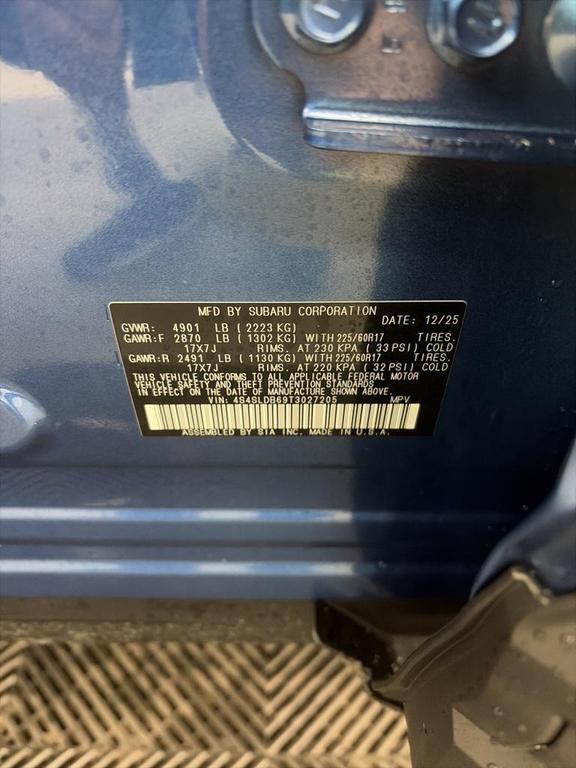 MFD BY SUBARU CORPORATION DATE: 12/25
GVWR: 4901 LB ( 2223 KG)
GAWR:F 2870 LB ( 1302 KG) WITH 225/60R17 TIRES.
17X7J RIMS. AT 230 KPA ( 33 PSI) COLD
GAWR:R 2491 LB ( 1130 KG) WITH 225/60R17 TIRES.
17X7J RIMS. AT 220 KPA ( 32 PSI) COLD
THIS VEHICLE CONFORMS TO ALL APPLICABLE FEDERAL MOTOR
VEHICLE SAFETY AND THEFT PREVENTION STANDARDS
IN EFFECT ON THE DATE OF MANUFACTURE SHOWN ABOVE.
VIN: 4S4SLDB69T3027205 MPV
ASSEMBLED BY SIA INC. IN U.S.A.